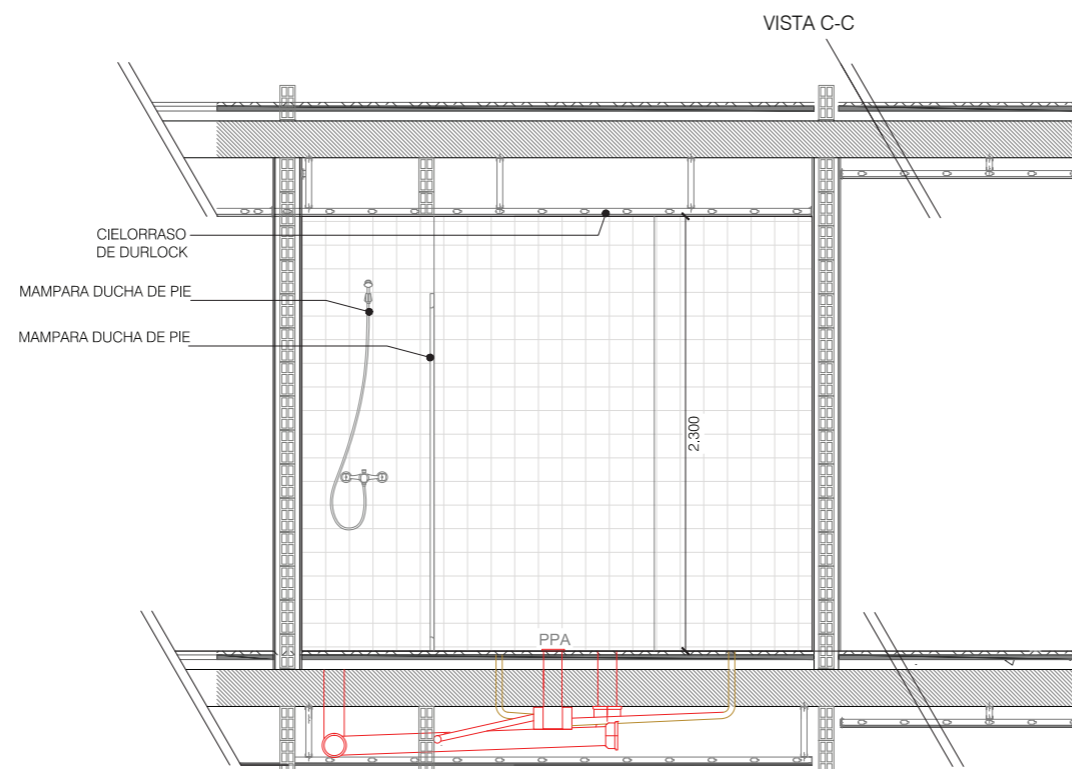 VISTA C-C
CIELORRASO
DE DURLOCK
MAMPARA DUCHA DE PIE
MAMPARA DUCHA DE PIE
2.300
PPA